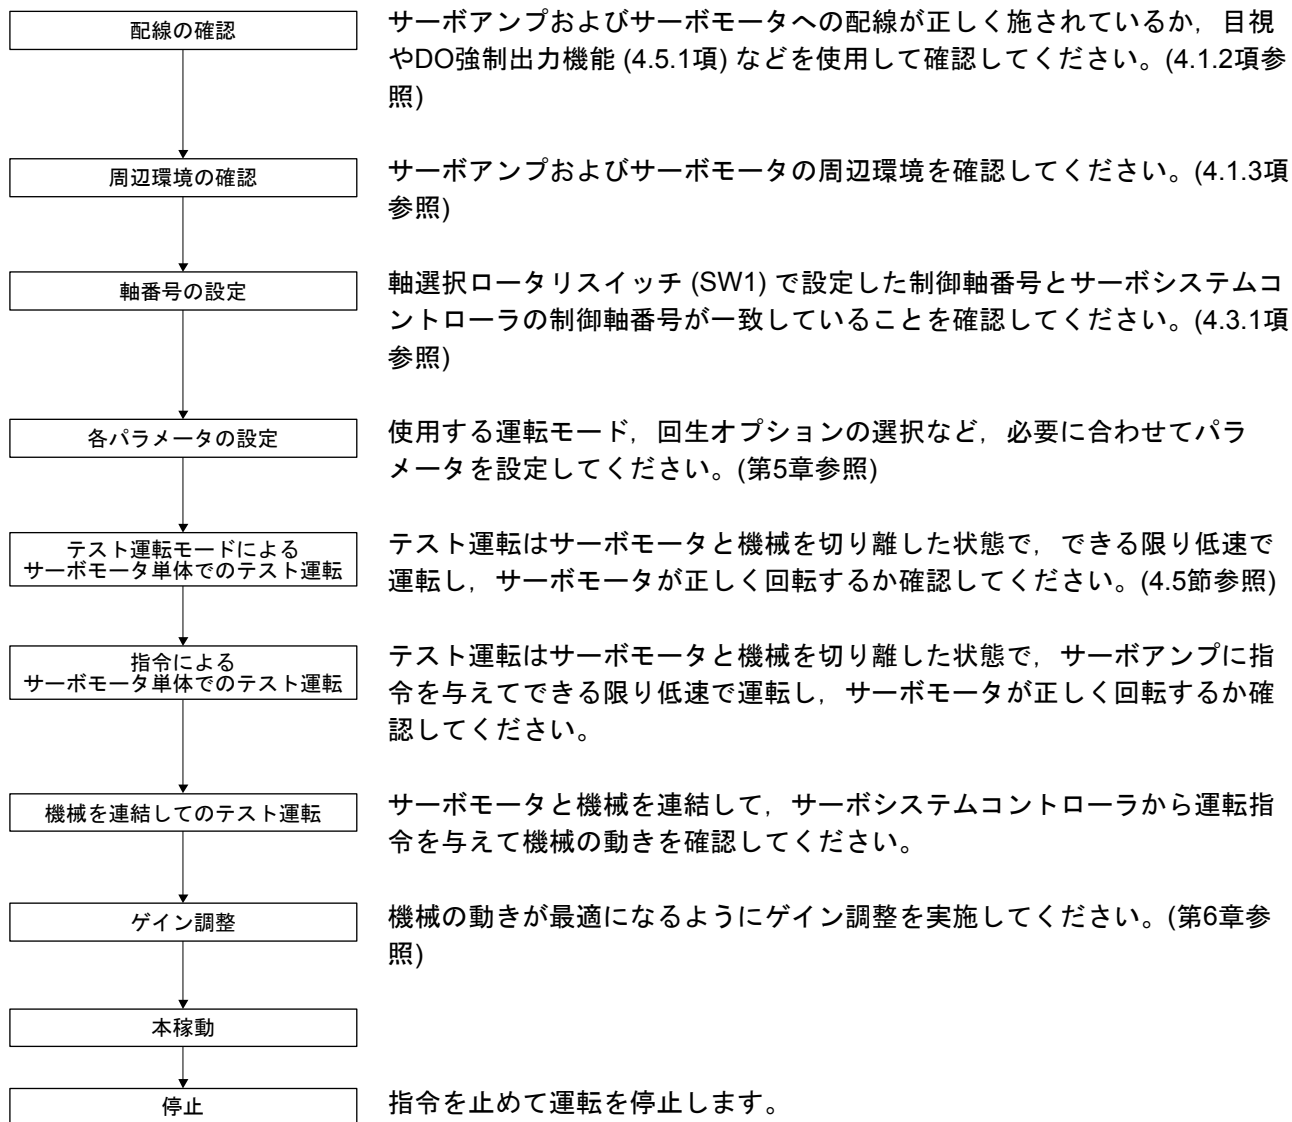 配線の確認
サーボアンプおよびサーボモータへの配線が正しく施されているか，目視
やDO強制出力機能 (4.5.1項) などを使用して確認してください。(4.1.2項参
照)
周辺環境の確認
サーボアンプおよびサーボモータの周辺環境を確認してください。(4.1.3項
参照)
軸番号の設定
軸選択ロータリスイッチ (SW1) で設定した制御軸番号とサーボシステムコ
ントローラの制御軸番号が一致していることを確認してください。(4.3.1項
参照)
各パラメータの設定
使用する運転モード，回生オプションの選択など，必要に合わせてパラ
メータを設定してください。(第5章参照)
テスト運転モードによる
サーボモータ単体でのテスト運転
テスト運転はサーボモータと機械を切り離した状態で，できる限り低速で
運転し，サーボモータが正しく回転するか確認してください。(4.5節参照)
指令による
サーボモータ単体でのテスト運転
テスト運転はサーボモータと機械を切り離した状態で，サーボアンプに指
令を与えてできる限り低速で運転し，サーボモータが正しく回転するか確
認してください。
機械を連結してのテスト運転
サーボモータと機械を連結して，サーボシステムコントローラから運転指
令を与えて機械の動きを確認してください。
ゲイン調整
機械の動きが最適になるようにゲイン調整を実施してください。(第6章参
照)
本稼動
停止
指令を止めて運転を停止します。